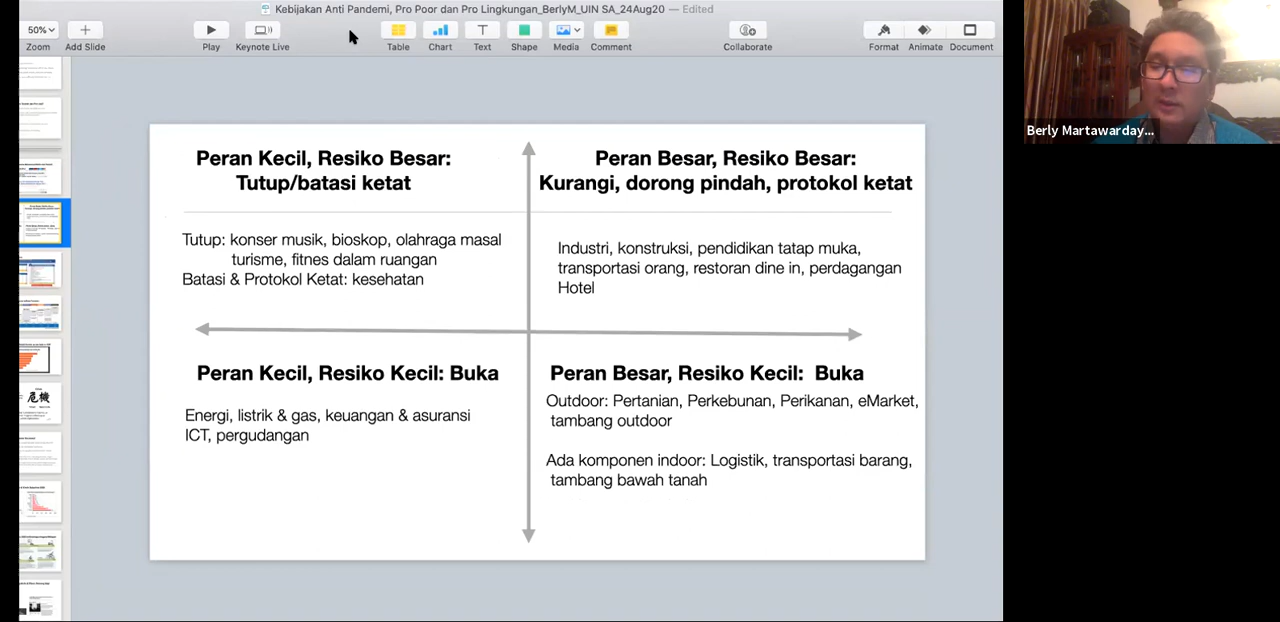 Kebijakan Anti Pandemi, Pro Poor dan Pro Lingkungan_BerlyM_UIN SA_24Aug20 — Edited
50%
Zoom
Add Slide
Play
Keynote Live
Table
Chart
Text
Shape
Media
Comment
Collaborate
Format
Animate
Document
Berly Martawarday...
Peran Kecil, Resiko Besar:
Tutup, Batasi Ketat
Peran Besar, Resiko Besar:
Kurangi, dorong pindah, protokol ketat
Tutup: konser musik, bioskop, olahraga masal
turisme, fitnes dalam ruangan
Batasi & Protokol Ketat: kesehatan
Industri, konstruksi, pendidikan tatap muka,
transportasi orang, restoran dine in, perdagangan
Hotel
Peran Kecil, Resiko Kecil: Buka
Energi, listrik & gas, keuangan & asuransi
ICT, pergudangan
Peran Besar, Resiko Kecil: Buka
Outdoor: Pertanian, Perkebunan, Perikanan, eMarket,
tambang outdoor
Ada komponen indoor: Logistik, transportasi barang,
tambang bawah tanah
危機